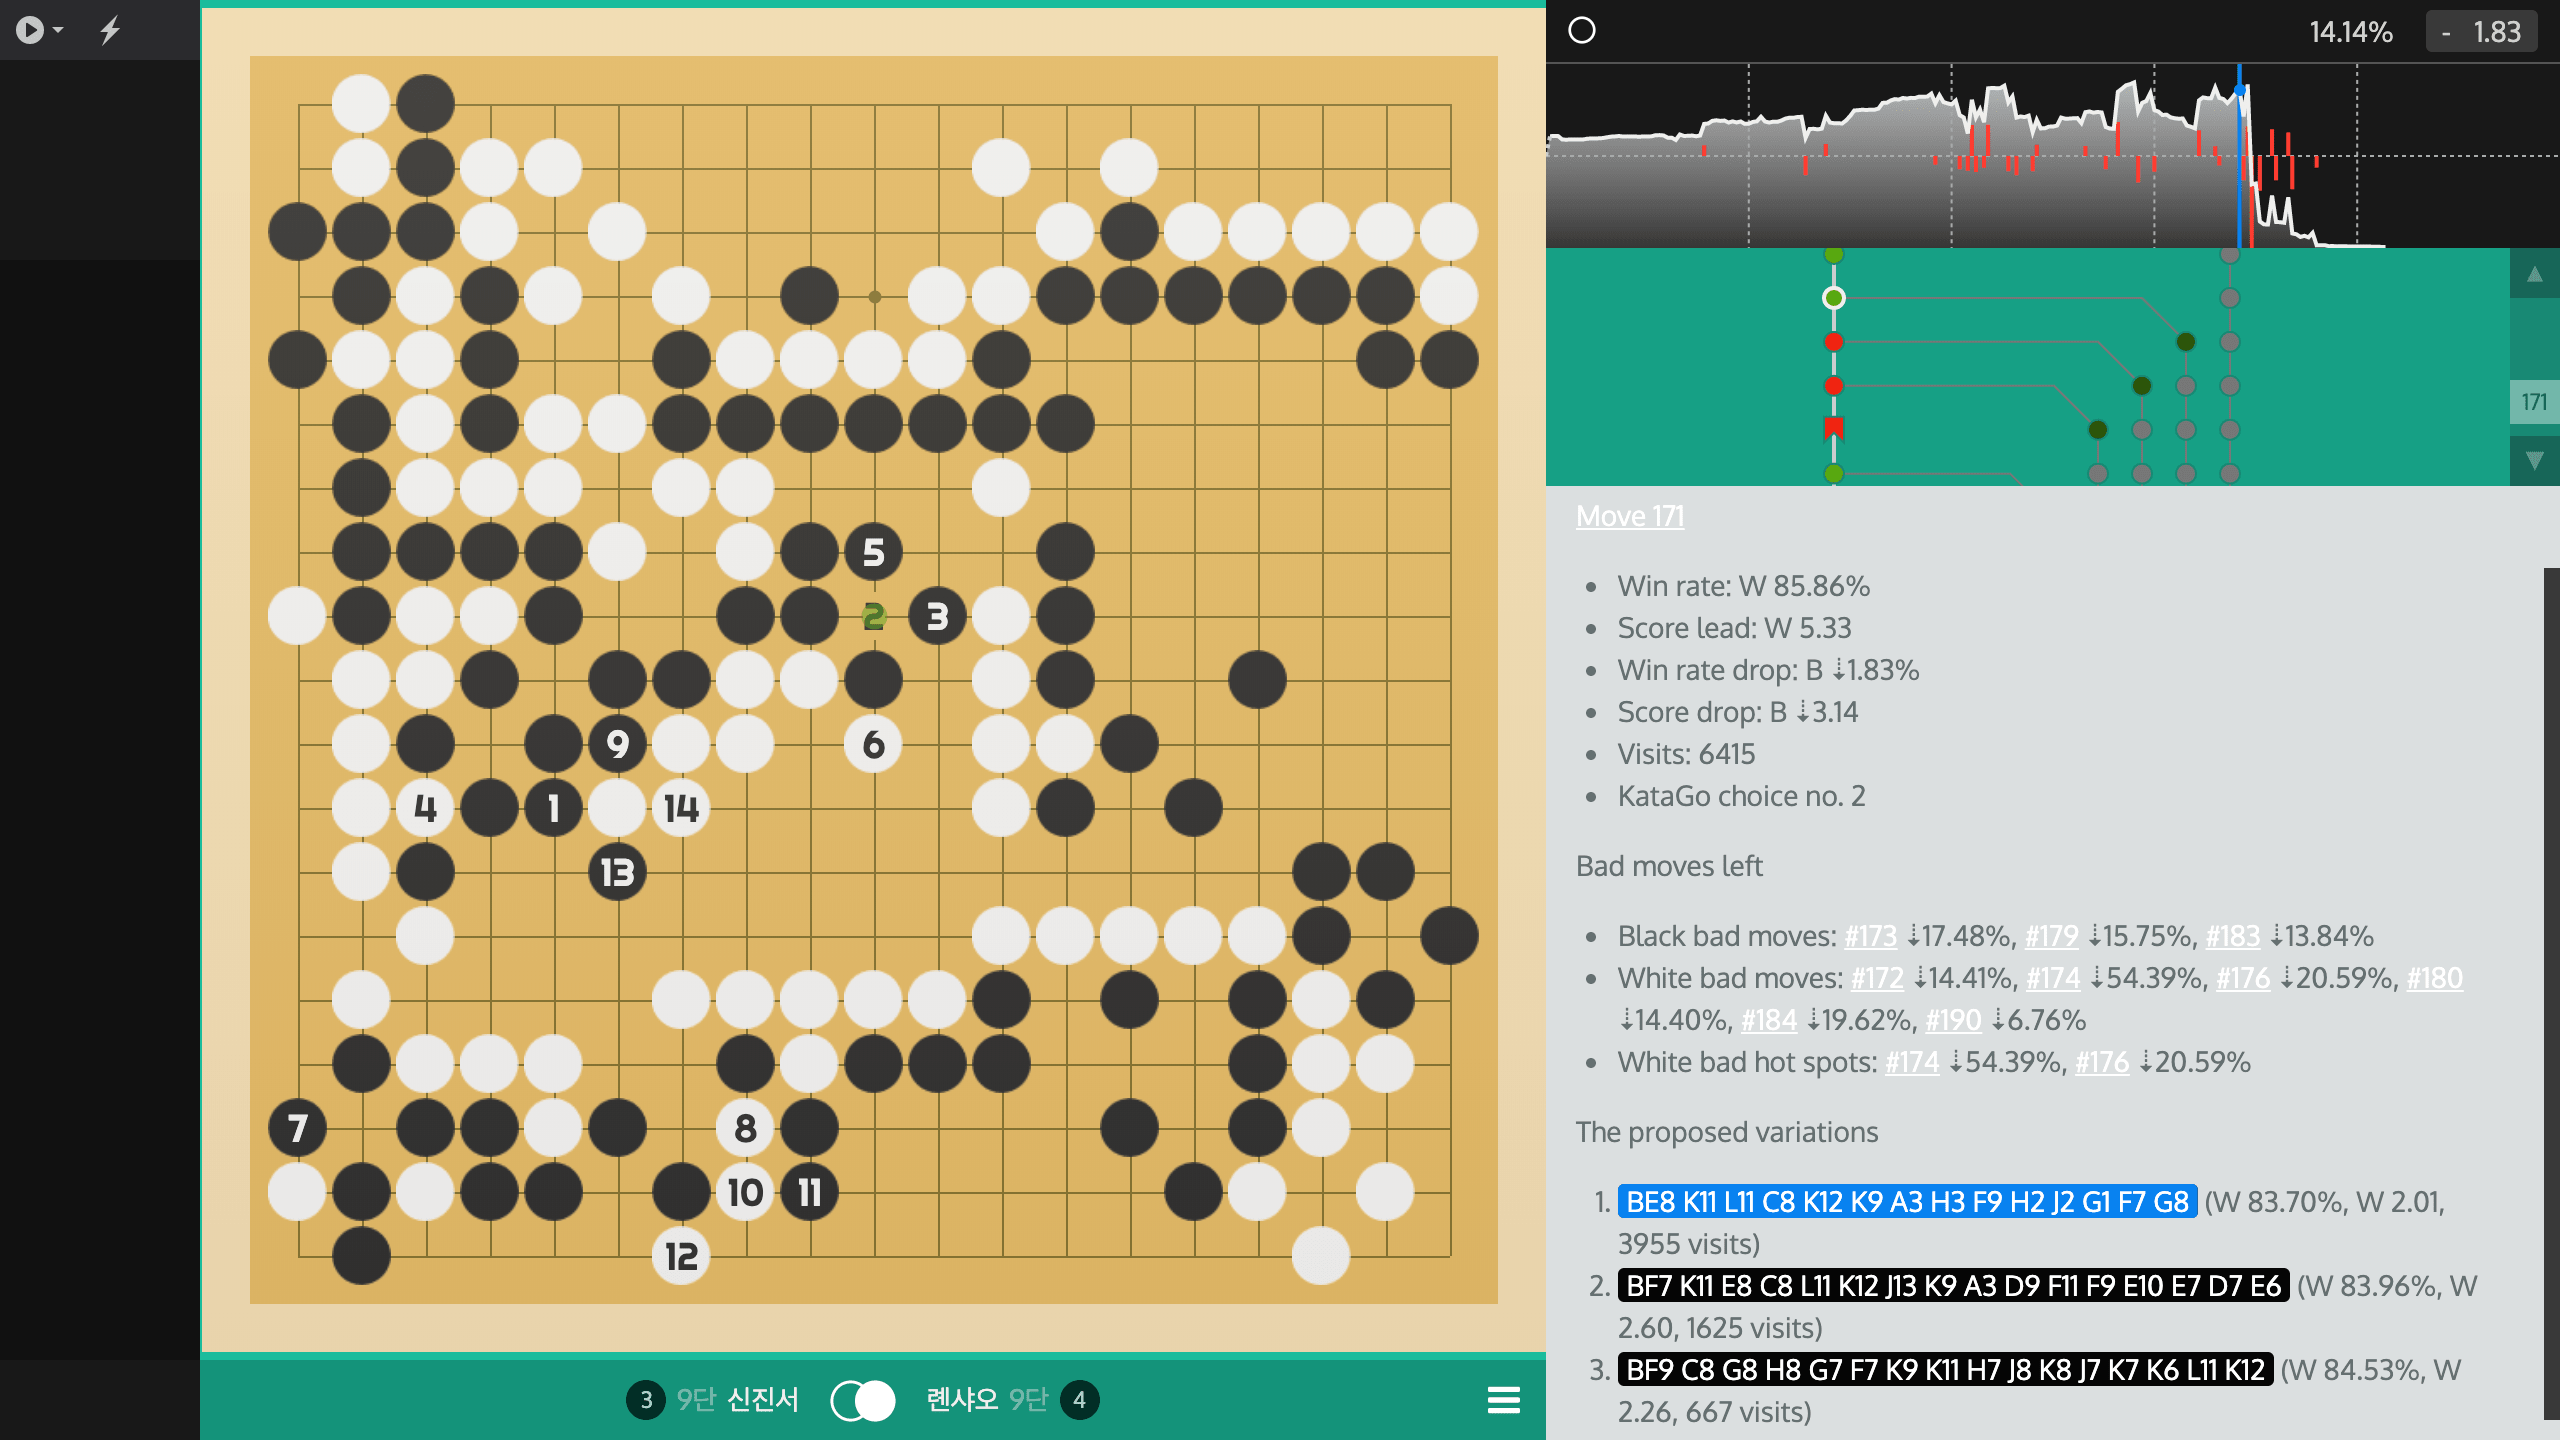 14.14%
- 1.83
171
5
2 3
9 6
4 1 14
13
7 8
10 11
12
Move 171
Win rate: W 85.86%
Score lead: W 5.33
Win rate drop: B ⇣1.83%
Score drop: B ⇣3.14
Visits: 6415
KataGo choice no. 2
Bad moves left
Black bad moves: #173 ⇣17.48%, #179 ⇣15.75%, #183 ⇣13.84%
White bad moves: #172 ⇣14.41%, #174 ⇣54.39%, #176 ⇣20.59%, #180
⇣14.40%, #184 ⇣19.62%, #190 ⇣6.76%
White bad hot spots: #174 ⇣54.39%, #176 ⇣20.59%
The proposed variations
1. BE8 K11 L11 C8 K12 K9 A3 H3 F9 H2 J2 G1 F7 G8 (W 83.70%, W 2.01,
3955 visits)
2. BF7 K11 E8 C8 L11 K12 J13 K9 A3 D9 F11 F9 E10 E7 D7 E6 (W 83.96%, W
2.60, 1625 visits)
3. BF9 C8 G8 H8 G7 F7 K9 K11 H7 J8 K8 J7 K7 K6 L11 K12 (W 84.53%, W
2.26, 667 visits)
3 9단 신진서 롄샤오 9단 4